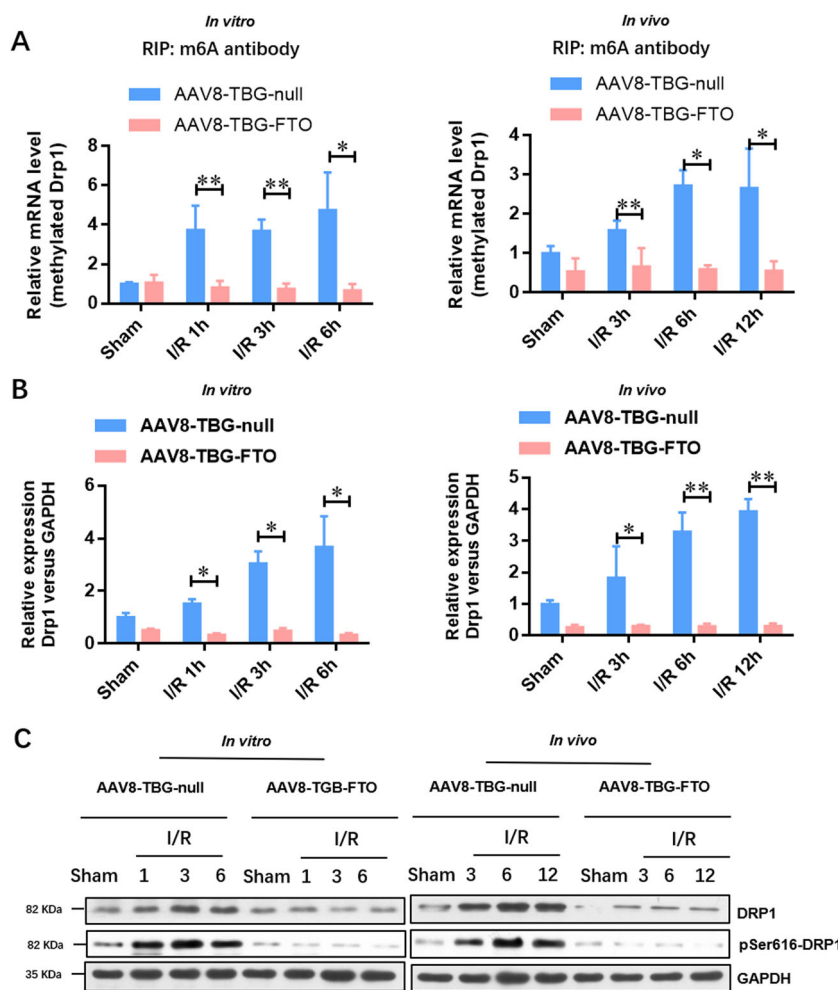 A
In vitro
RIP: m6A antibody
AAV8-TBG-null
AAV8-TBG-FTO
Relative mRNA level
(methylated Drp1)
8
6
4
2
0
**
**
*
Sham
I/R 1h
I/R 3h
I/R 6h
In vivo
RIP: m6A antibody
AAV8-TBG-null
AAV8-TBG-FTO
Relative mRNA level
(methylated Drp1)
4
3
2
1
0
**
*
*
Sham
I/R 3h
I/R 6h
I/R 12h
B
In vitro
AAV8-TBG-null
AAV8-TBG-FTO
Relative expression
Drp1 versus GAPDH
6
4
2
0
*
*
*
Sham
I/R 1h
I/R 3h
I/R 6h
In vivo
AAV8-TBG-null
AAV8-TBG-FTO
Relative expression
Drp1 versus GAPDH
5
4
3
2
1
0
*
**
**
Sham
I/R 3h
I/R 6h
I/R 12h
C
In vitro In vivo
AAV8-TBG-null AAV8-TGB-FTO AAV8-TBG-null AAV8-TBG-FTO
I/R I/R I/R I/R
Sham 1 3 6 Sham 1 3 6 Sham 3 6 12 Sham 3 6 12
82 KDa DRP1
82 KDa pSer616-DRP1
35 KDa GAPDH